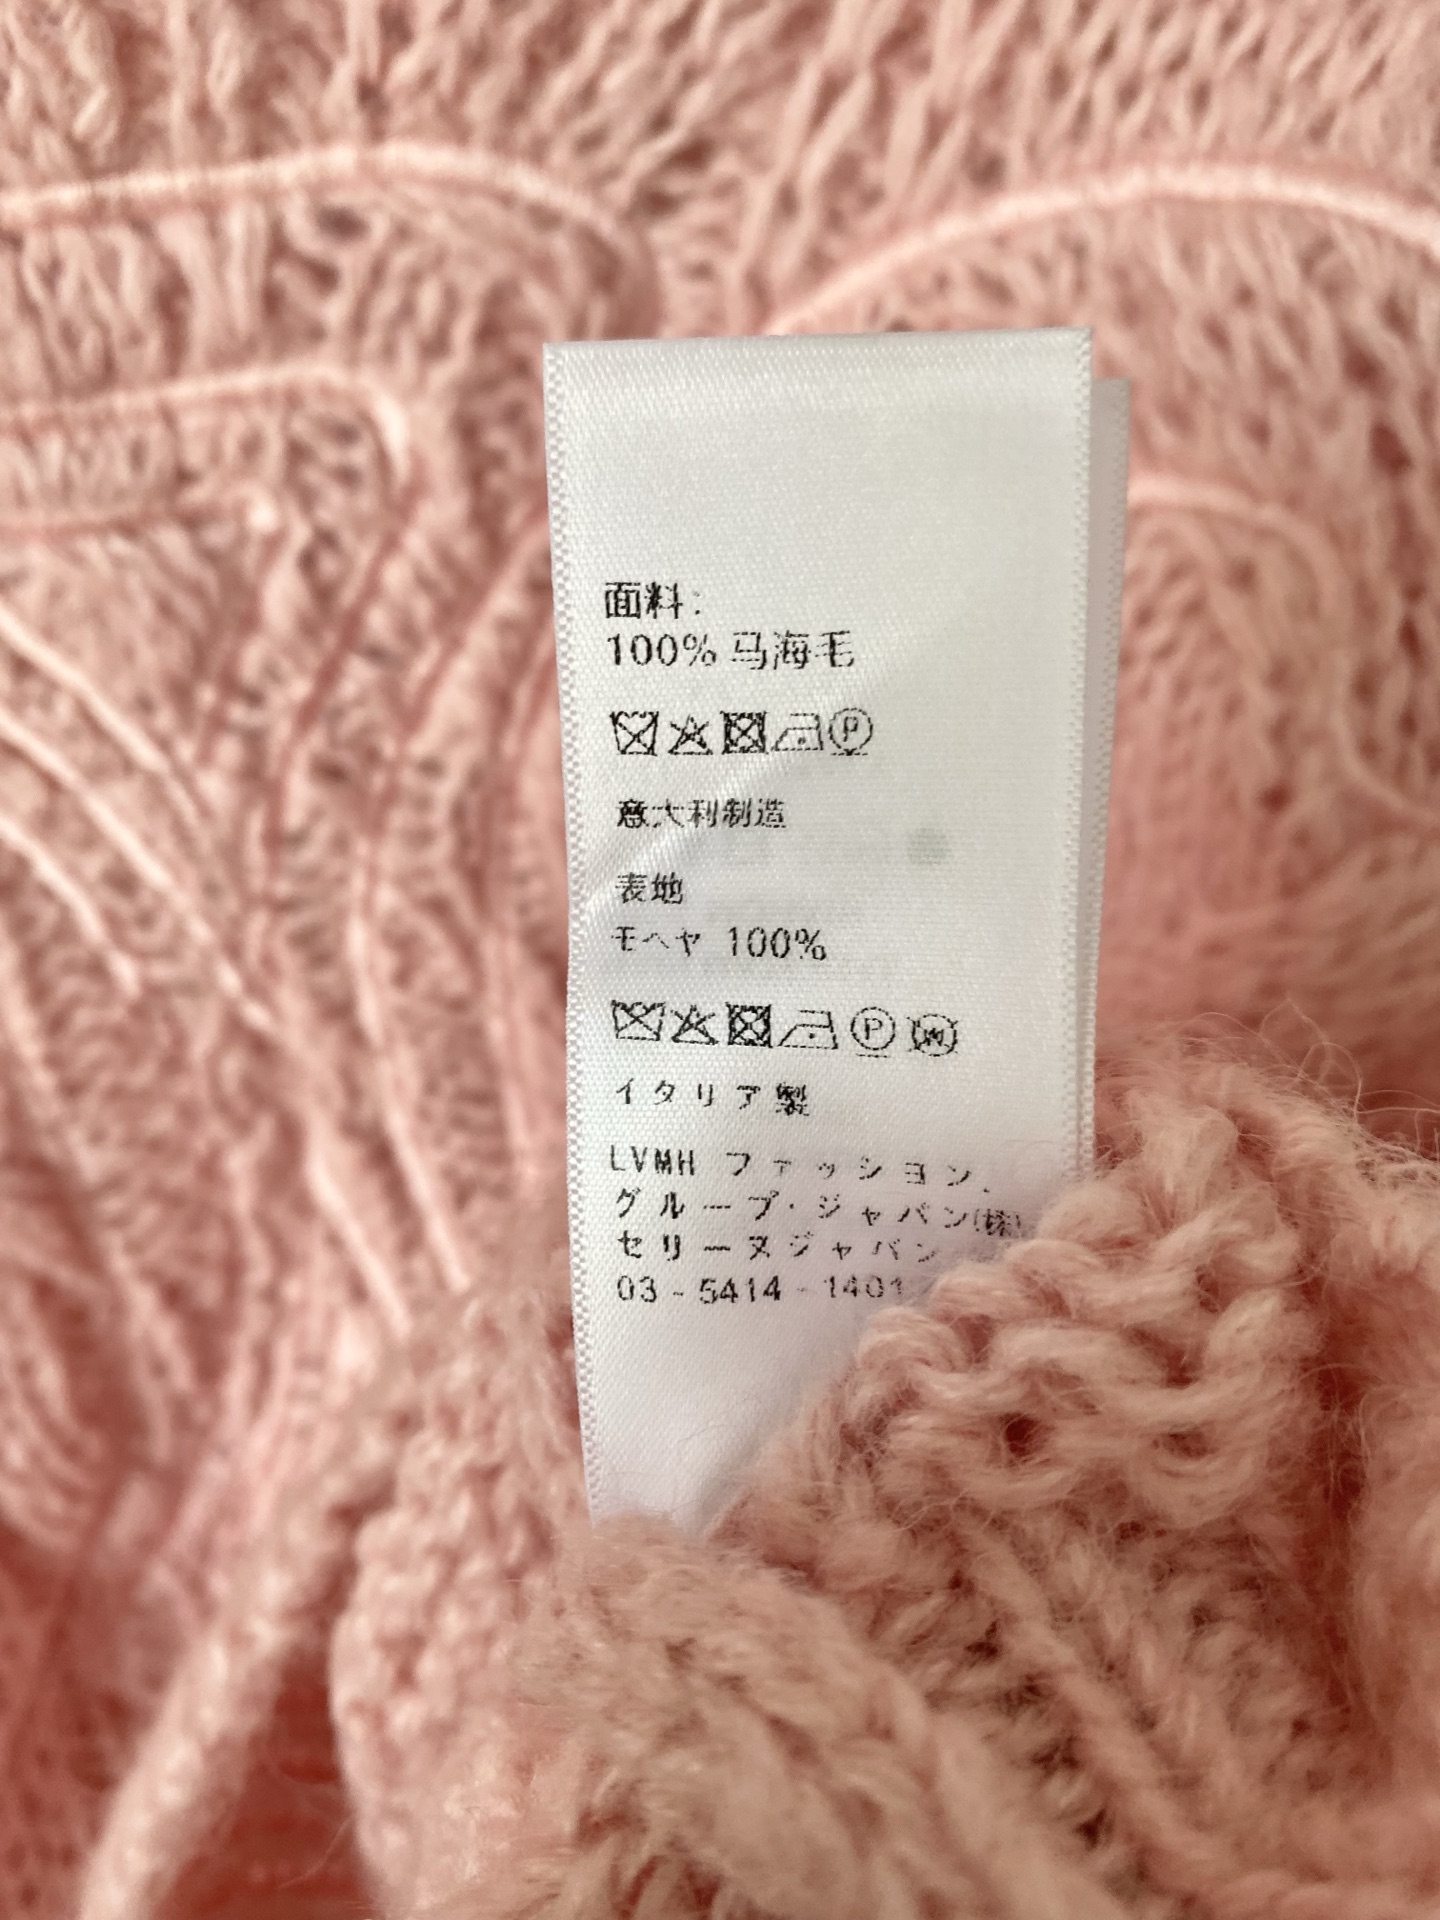 面料:
100% 马海毛
P
意大利制造
表地
モヘヤ 100%
P W
イタリア製
LVMH ファッション.
グループ・ジャパン(株)
セリーヌジャパン
03-5414-1401